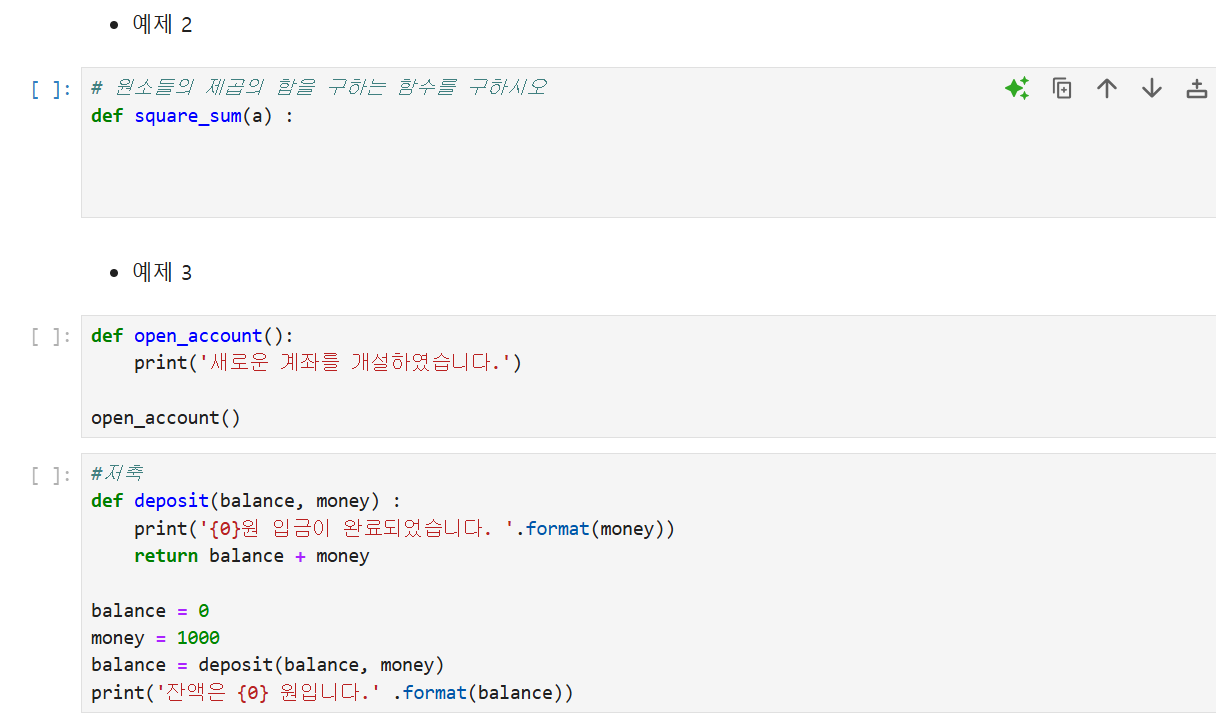 • 예제 2
[ ]: # 원소들의 제곱의 합을 구하는 함수를 구하시오
def square_sum(a) :
• 예제 3
[ ]: def open_account():
    print('새로운 계좌를 개설하였습니다.')
open_account()
[ ]: #저축
def deposit(balance, money) :
    print('{0}원 입금이 완료되었습니다. '.format(money))
    return balance + money
balance = 0
money = 1000
balance = deposit(balance, money)
print('잔액은 {0} 원입니다.' .format(balance))